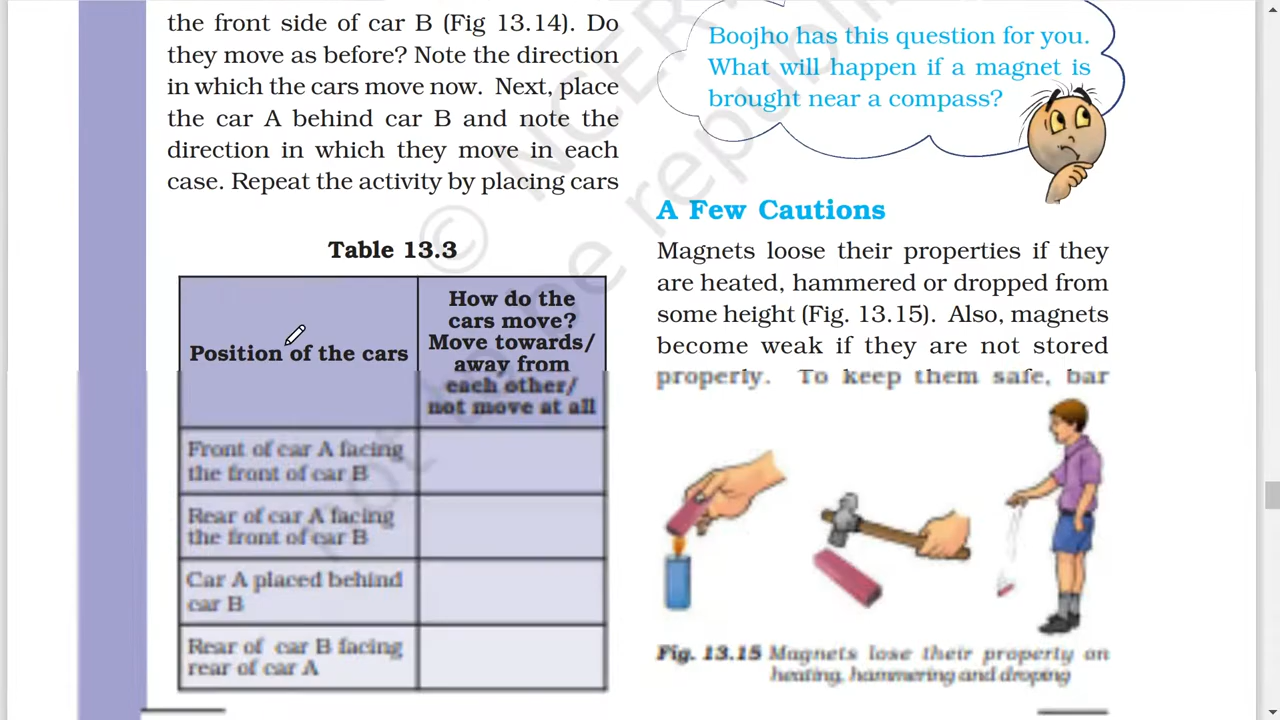 the front side of car B (Fig 13.14). Do
they move as before? Note the direction
in which the cars move now. Next, place
the car A behind car B and note the
direction in which they move in each
case. Repeat the activity by placing cars
Table 13.3
Position of the cars
How do the
cars move?
Move towards/
away from
each other/
not move at all
Front of car A facing
the front of car B
Rear of car A facing
the front of car B
Car A placed behind
car B
Rear of car B facing
rear of car A
Boojho has this question for you.
What will happen if a magnet is
brought near a compass?
A Few Cautions
Magnets loose their properties if they
are heated, hammered or dropped from
some height (Fig. 13.15). Also, magnets
become weak if they are not stored
properly. To keep them safe, bar
Fig. 13.15 Magnets lose their property on
heating, hammering and droping
© NCER
not to be republi